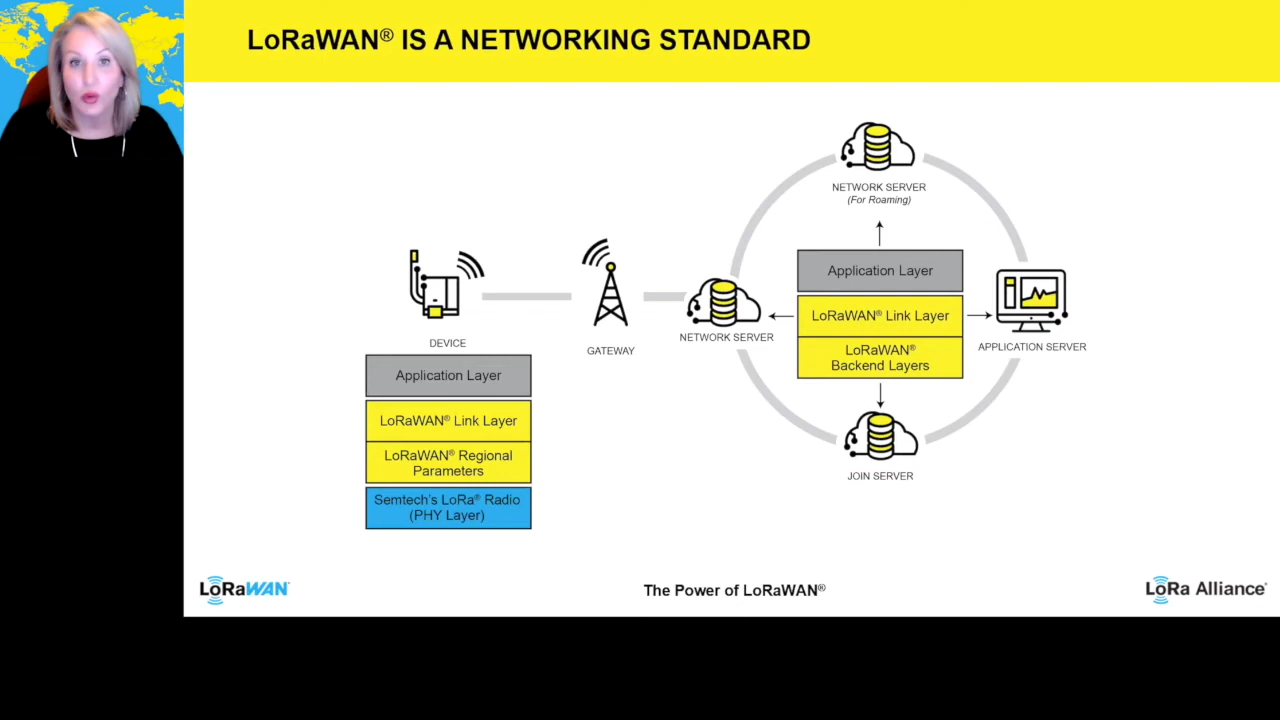 LoRaWAN® IS A NETWORKING STANDARD
NETWORK SERVER
(For Roaming)
Application Layer
LoRaWAN® Link Layer
LoRaWAN®
Backend Layers
NETWORK SERVER
APPLICATION SERVER
JOIN SERVER
DEVICE
GATEWAY
Application Layer
LoRaWAN® Link Layer
LoRaWAN® Regional
Parameters
Semtech's LoRa® Radio
(PHY Layer)
LoRaWAN®
The Power of LoRaWAN®
LoRa Alliance®